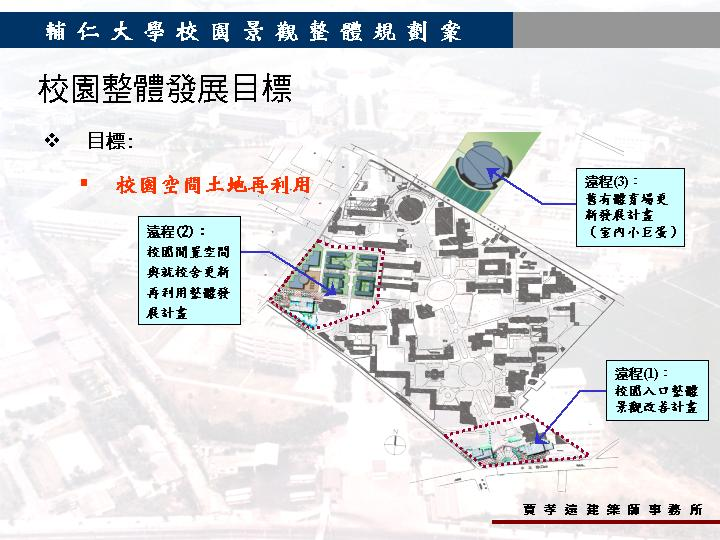 輔仁大學校園景觀整體規劃案
校園整體發展目標
❖ 目標:
▪ 校園空間土地再利用
遠程(3)：
舊有體育場更
新發展計畫
（室內小巨蛋）
遠程(2)：
校園閒置空間
與就校舍更新
再利用整體發
展計畫
遠程(1)：
校園入口整體
景觀改善計畫
賈孝遠建築師事務所